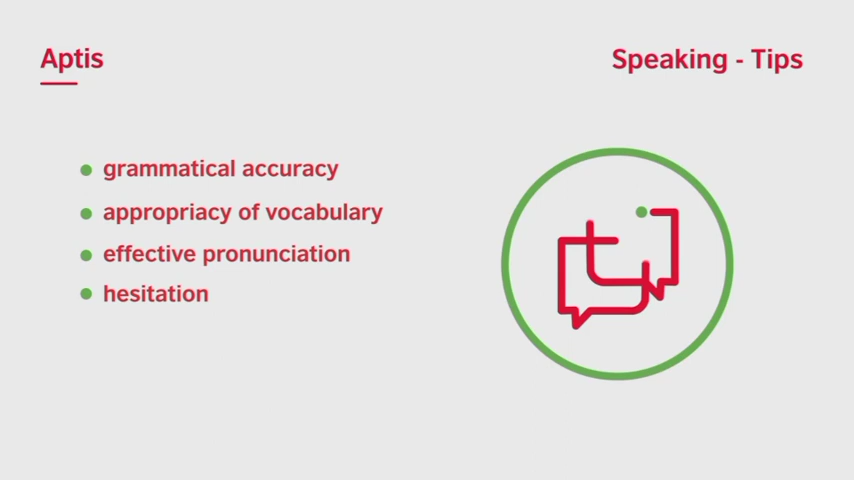 Aptis
Speaking - Tips
grammatical accuracy
appropriacy of vocabulary
effective pronunciation
hesitation